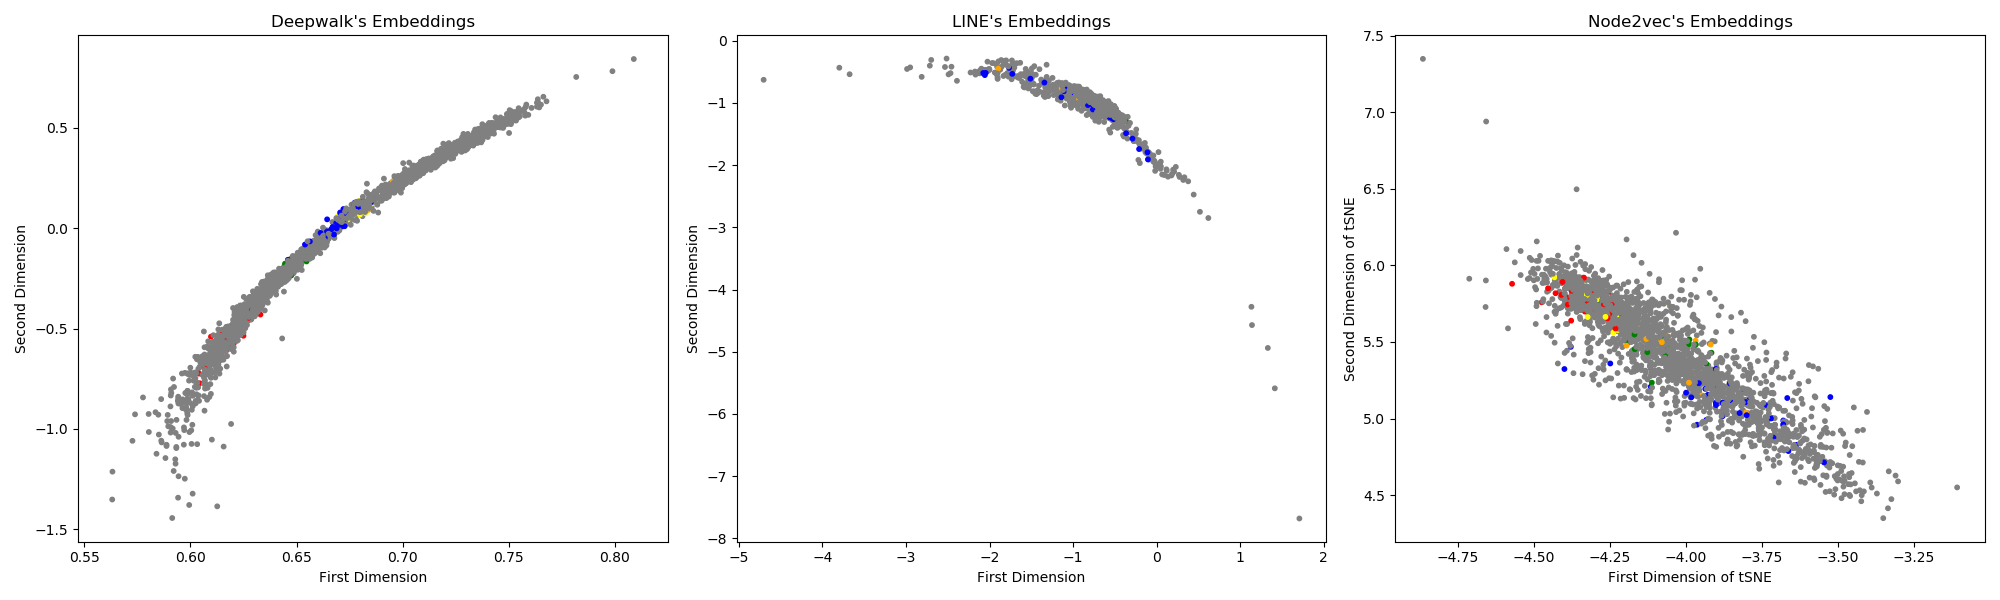 Deepwalk's Embeddings
0.5
0.0
−0.5
−1.0
−1.5
Second Dimension
0.55 0.60 0.65 0.70 0.75 0.80
First Dimension
LINE's Embeddings
0
−1
−2
−3
−4
−5
−6
−7
−8
Second Dimension
−5 −4 −3 −2 −1 0 1 2
First Dimension
Node2vec's Embeddings
7.5
7.0
6.5
6.0
5.5
5.0
4.5
Second Dimension of tSNE
−4.75 −4.50 −4.25 −4.00 −3.75 −3.50 −3.25
First Dimension of tSNE